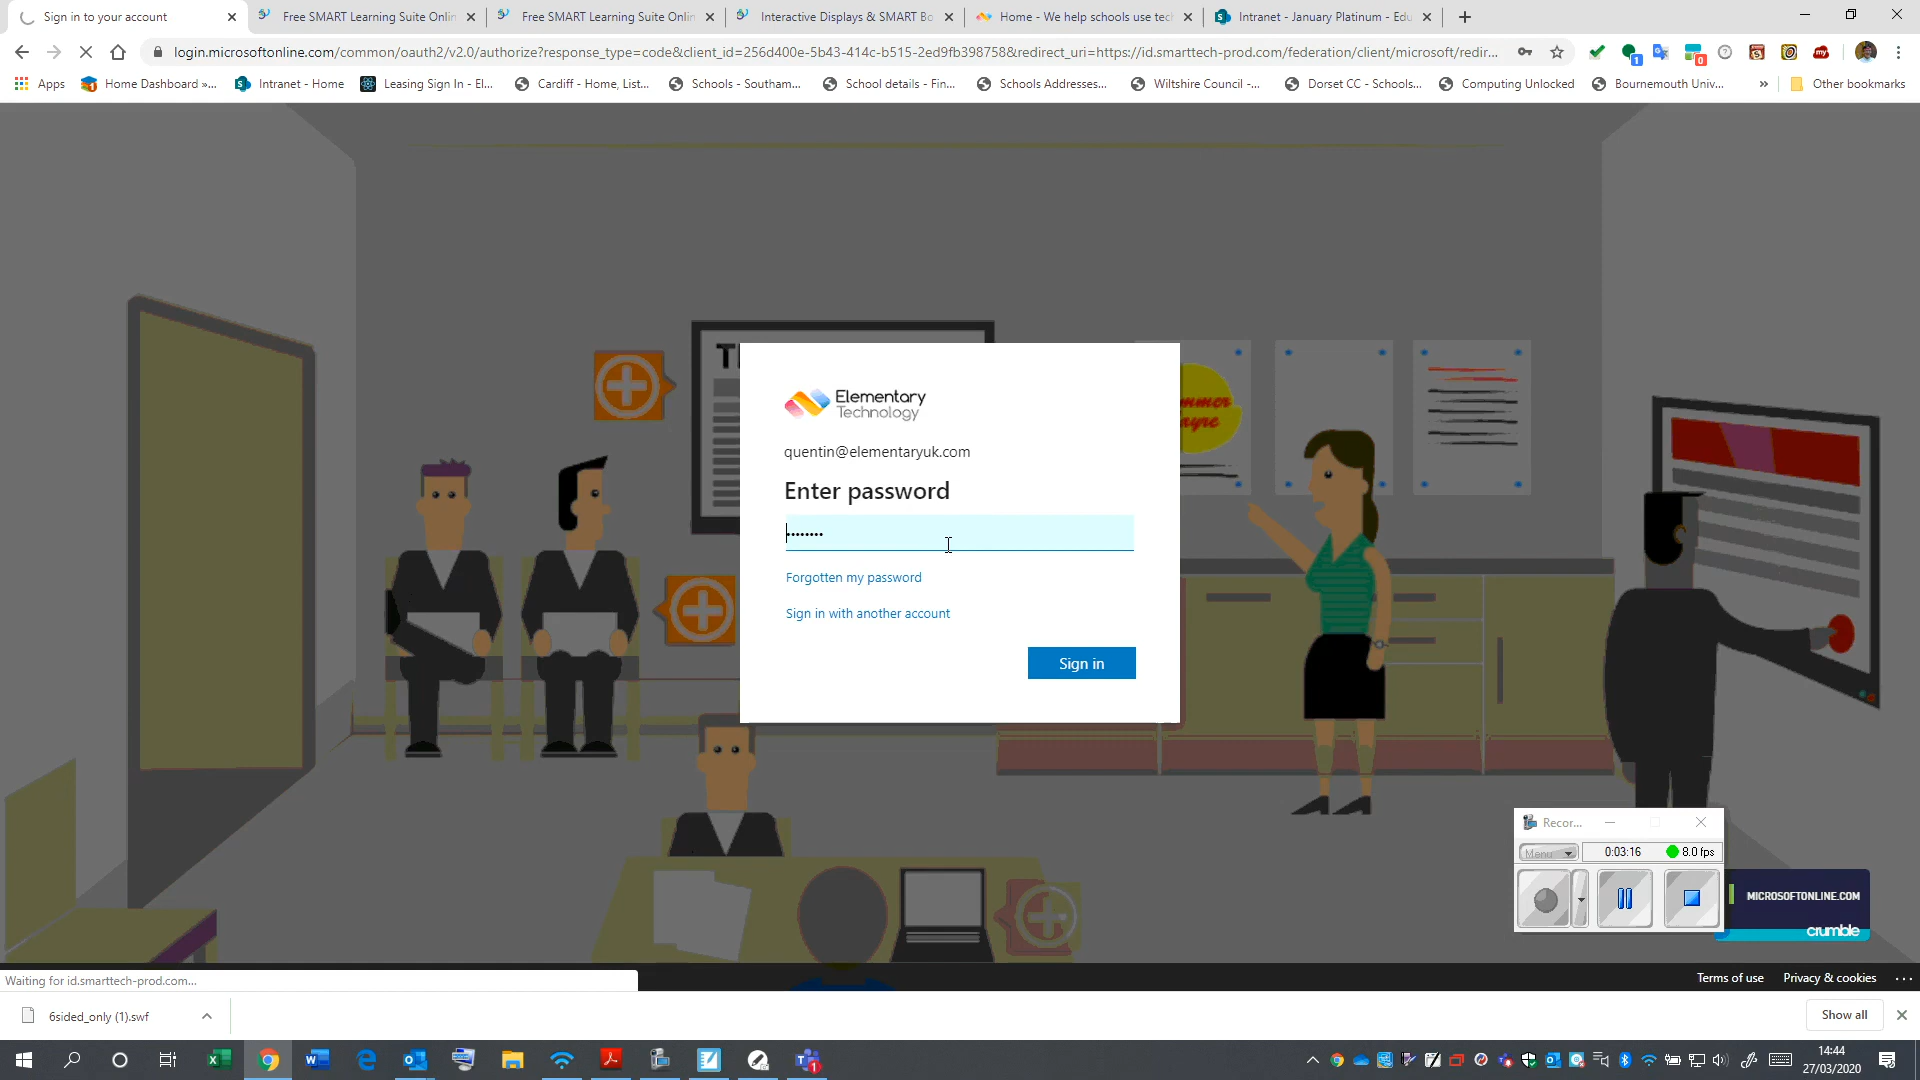 Sign in to your account
Free SMART Learning Suite Onlin
Free SMART Learning Suite Onlin
Interactive Displays & SMART Bo
Home - We help schools use tec
Intranet - January Platinum - Edu
login.microsoftonline.com/common/oauth2/v2.0/authorize?response_type=code&client_id=256d400e-5b43-414c-b515-2ed9fb398758&redirect_uri=https://id.smarttech-prod.com/federation/client/microsoft/redir...
Apps
Home Dashboard »...
Intranet - Home
Leasing Sign In - El...
Cardiff - Home, List...
Schools - Southam...
School details - Fin...
Schools Addresses...
Wiltshire Council -...
Dorset CC - Schools...
Computing Unlocked
Bournemouth Univ...
»
Other bookmarks
Elementary
Technology
quentin@elementaryuk.com
Enter password
Forgotten my password
Sign in with another account
Sign in
Recor...
Menu
0:03:16
8.0 fps
MICROSOFTONLINE.COM
crumble
Waiting for id.smarttech-prod.com...
Terms of use
Privacy & cookies
6sided_only (1).swf
Show all
14:44
27/03/2020